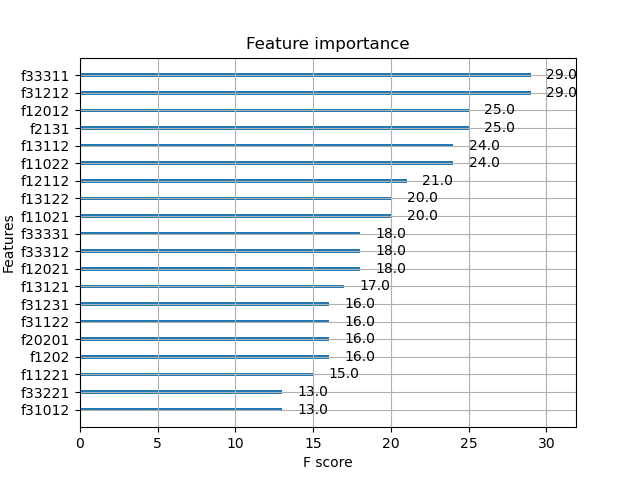 Feature importance
Features
f33311 29.0
f31212 29.0
f12012 25.0
f2131 25.0
f13112 24.0
f11022 24.0
f12112 21.0
f13122 20.0
f11021 20.0
f33331 18.0
f33312 18.0
f12021 18.0
f13121 17.0
f31231 16.0
f31122 16.0
f20201 16.0
f1202 16.0
f11221 15.0
f33221 13.0
f31012 13.0
0 5 10 15 20 25 30
F score